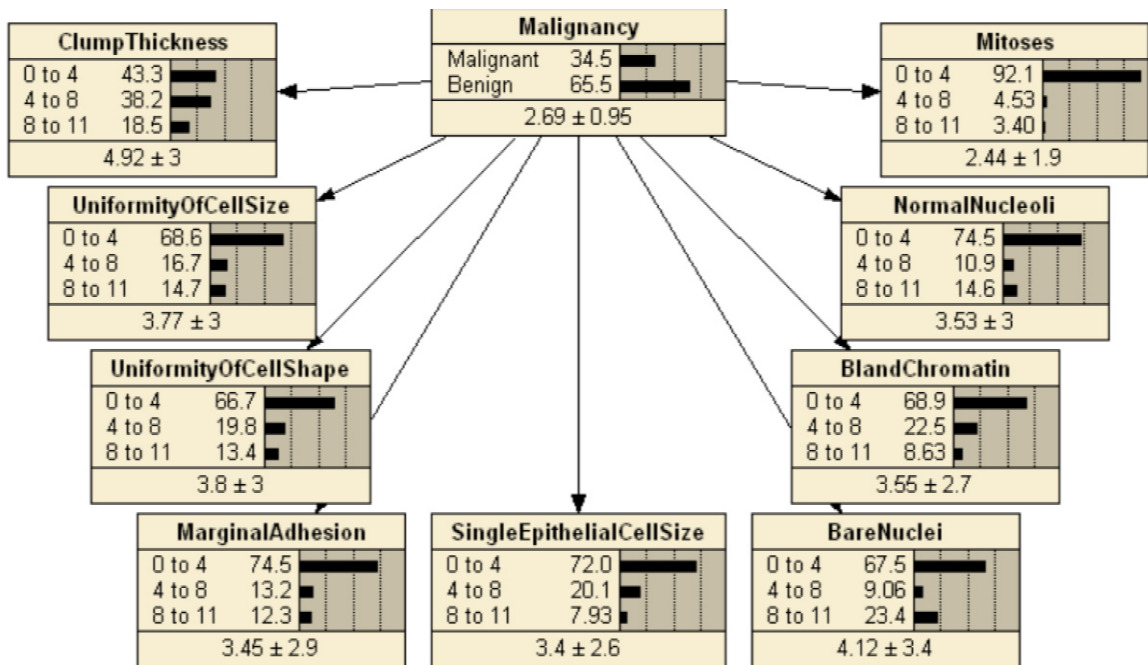 Malignancy
Malignant 34.5
Benign 65.5
2.69 ± 0.95
ClumpThickness
0 to 4 43.3
4 to 8 38.2
8 to 11 18.5
4.92 ± 3
Mitoses
0 to 4 92.1
4 to 8 4.53
8 to 11 3.40
2.44 ± 1.9
UniformityOfCellSize
0 to 4 68.6
4 to 8 16.7
8 to 11 14.7
3.77 ± 3
NormalNucleoli
0 to 4 74.5
4 to 8 10.9
8 to 11 14.6
3.53 ± 3
UniformityOfCellShape
0 to 4 66.7
4 to 8 19.8
8 to 11 13.4
3.8 ± 3
BlandChromatin
0 to 4 68.9
4 to 8 22.5
8 to 11 8.63
3.55 ± 2.7
MarginalAdhesion
0 to 4 74.5
4 to 8 13.2
8 to 11 12.3
3.45 ± 2.9
SingleEpithelialCellSize
0 to 4 72.0
4 to 8 20.1
8 to 11 7.93
3.4 ± 2.6
BareNuclei
0 to 4 67.5
4 to 8 9.06
8 to 11 23.4
4.12 ± 3.4